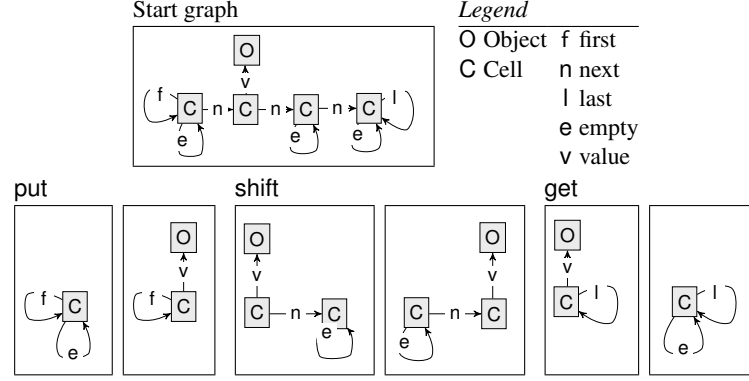 Start graph
Legend
O Object f first
C Cell n next
l last
e empty
v value
O
v
f C n C n C n C l
e e e
put shift get
O O O O
v v v v
f C f C C n C C n C C l C l
e e e e